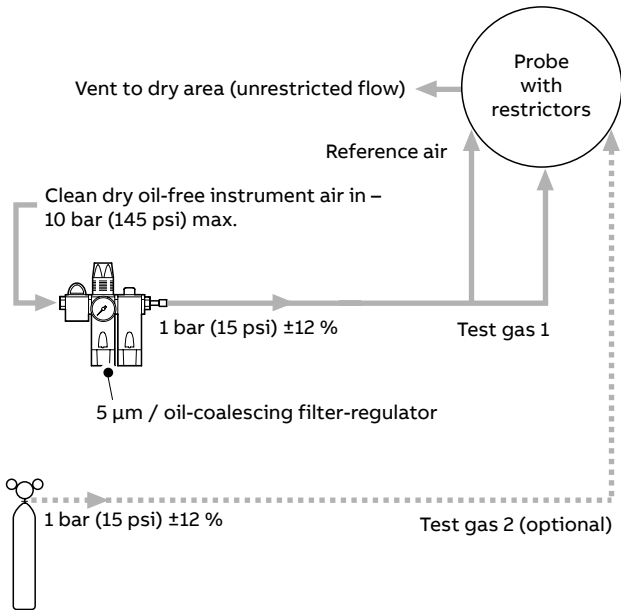 Probe
with
restrictors
Vent to dry area (unrestricted flow)
Reference air
Clean dry oil-free instrument air in –
10 bar (145 psi) max.
1 bar (15 psi) ±12 %
Test gas 1
5 µm / oil-coalescing filter-regulator
1 bar (15 psi) ±12 %
Test gas 2 (optional)